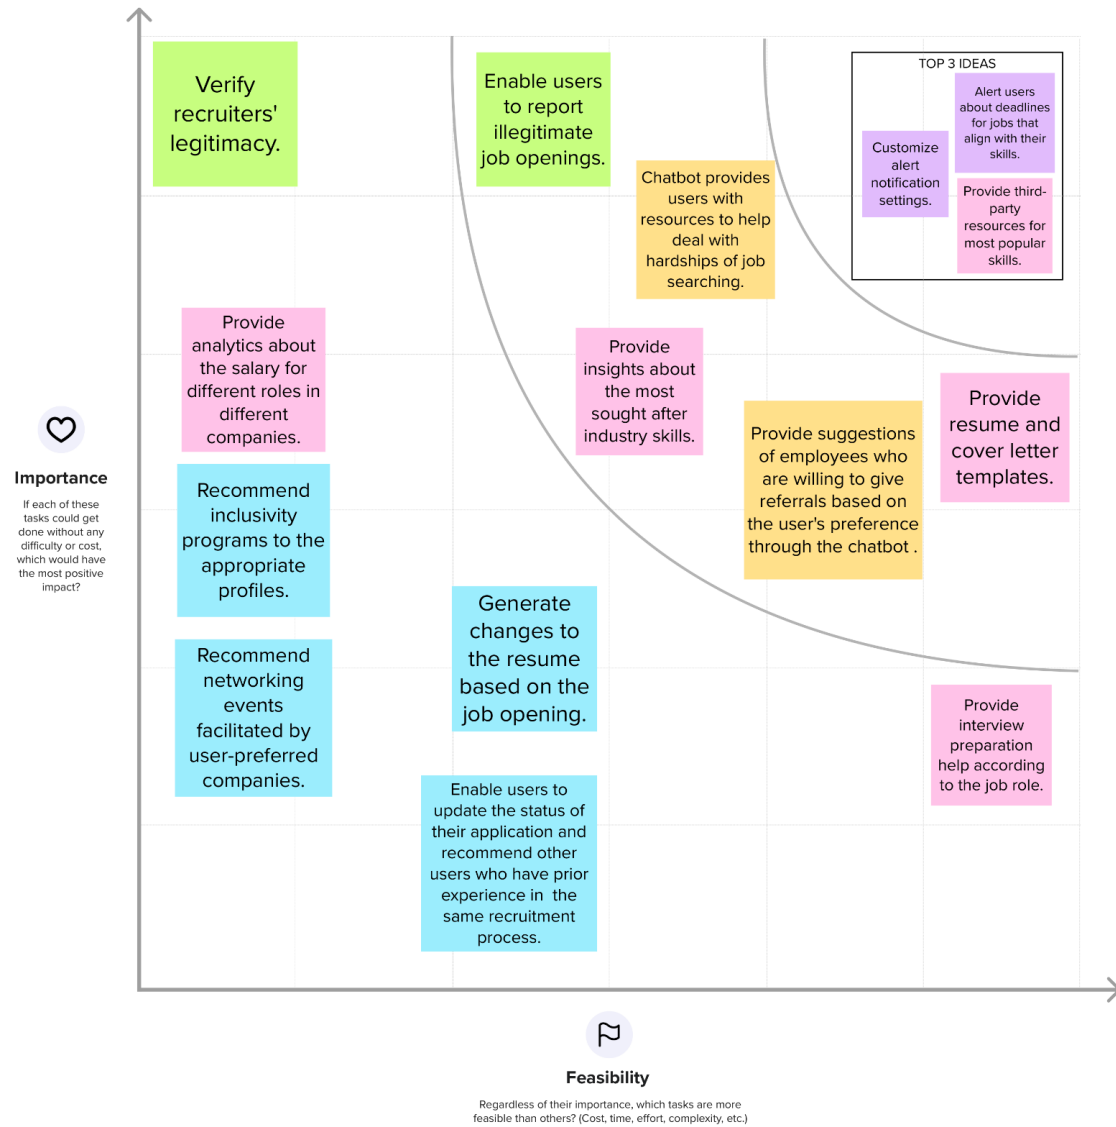 Verify
recruiters'
legitimacy.
Enable users
to report
illegitimate
job openings.
TOP 3 IDEAS
Alert users
about deadlines
for jobs that
align with their
skills.
Customize
alert
notification
settings.
Provide third-
party
resources for
most popular
skills.
Chatbot provides
users with
resources to help
deal with
hardships of job
searching.
Provide
analytics about
the salary for
different roles in
different
companies.
Provide
insights about
the most
sought after
industry skills.
Provide
resume and
cover letter
templates.
Provide suggestions
of employees who
are willing to give
referrals based on
the user's preference
through the chatbot .
Importance
If each of these
tasks could get
done without any
difficulty or cost,
which would have
the most positive
impact?
Recommend
inclusivity
programs to the
appropriate
profiles.
Generate
changes to
the resume
based on the
job opening.
Recommend
networking
events
facilitated by
user-preferred
companies.
Provide
interview
preparation
help according
to the job role.
Enable users to
update the status of
their application and
recommend other
users who have prior
experience in the
same recruitment
process.
Feasibility
Regardless of their importance, which tasks are more
feasible than others? (Cost, time, effort, complexity, etc.)